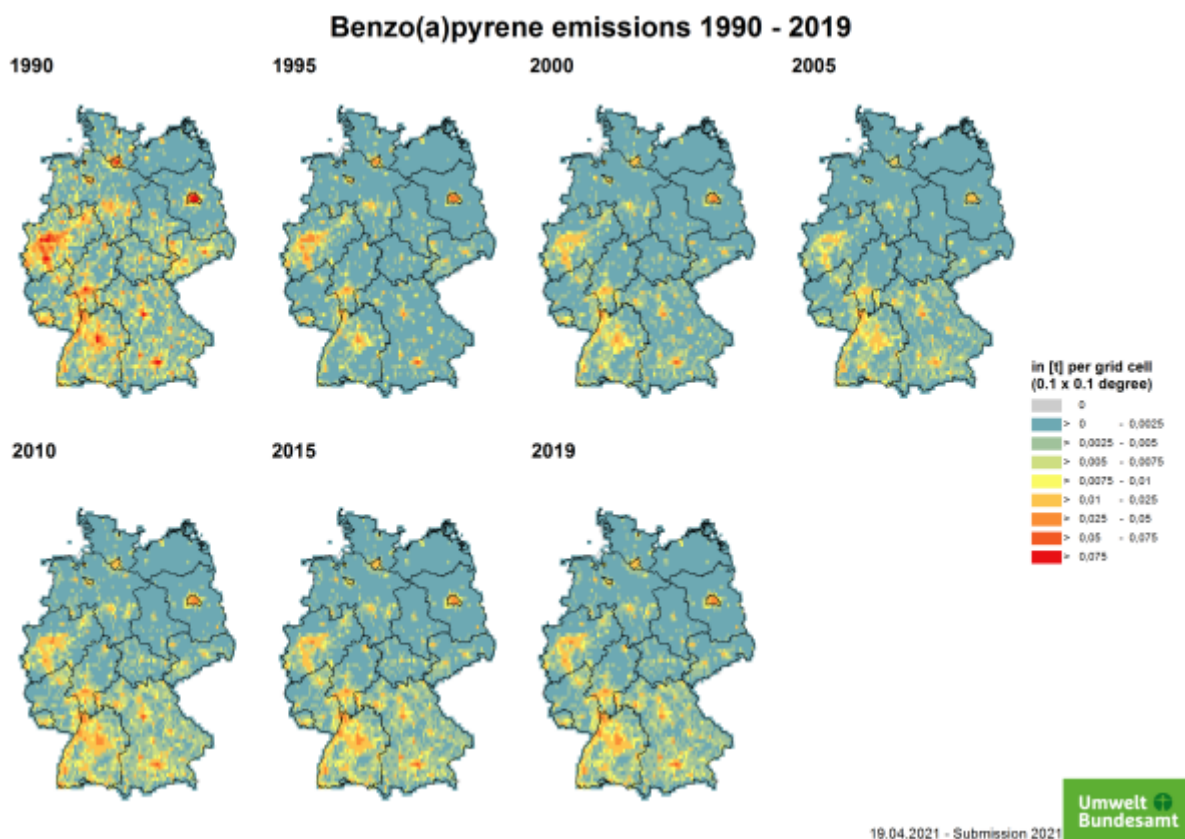 Benzo(a)pyrene emissions 1990 - 2019
1990
1995
2000
2005
in [t] per grid cell
(0.1 x 0.1 degree)
0
> 0 - 0,0025
> 0,0025 - 0,005
> 0,005 - 0,0075
> 0,0075 - 0,01
> 0,01 - 0,025
> 0,025 - 0,05
> 0,05 - 0,075
> 0,075
2010
2015
2019
Umwelt
Bundesamt
19.04.2021 - Submission 2021